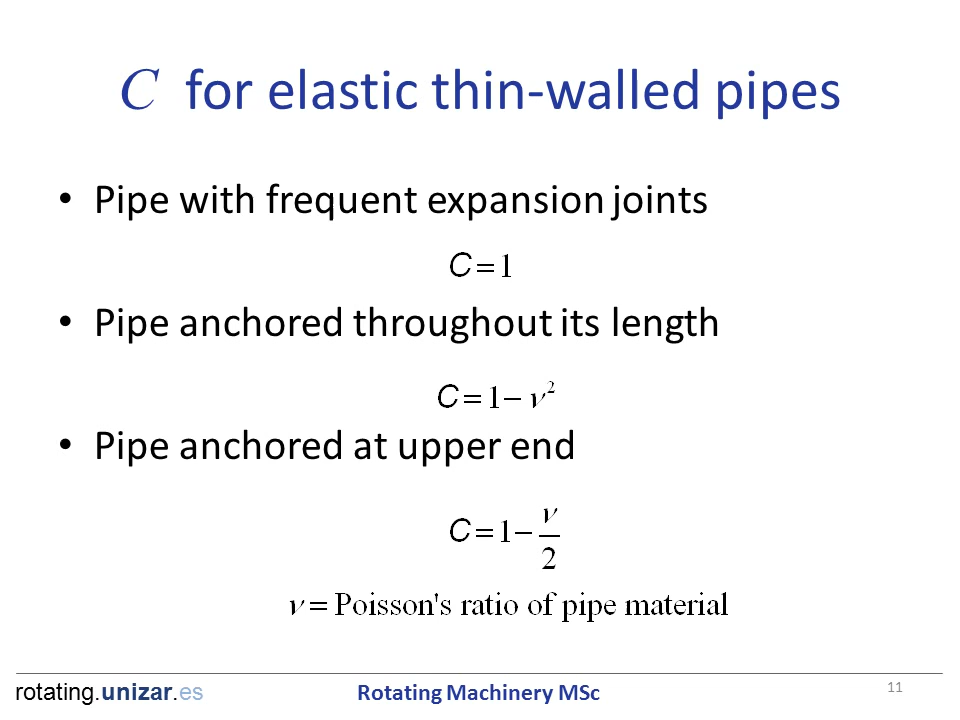 C for elastic thin-walled pipes
• Pipe with frequent expansion joints
C = 1
• Pipe anchored throughout its length
C = 1 − ν²
• Pipe anchored at upper end
C = 1 − ν/2
ν = Poisson's ratio of pipe material
rotating.unizar.es Rotating Machinery MSc 11